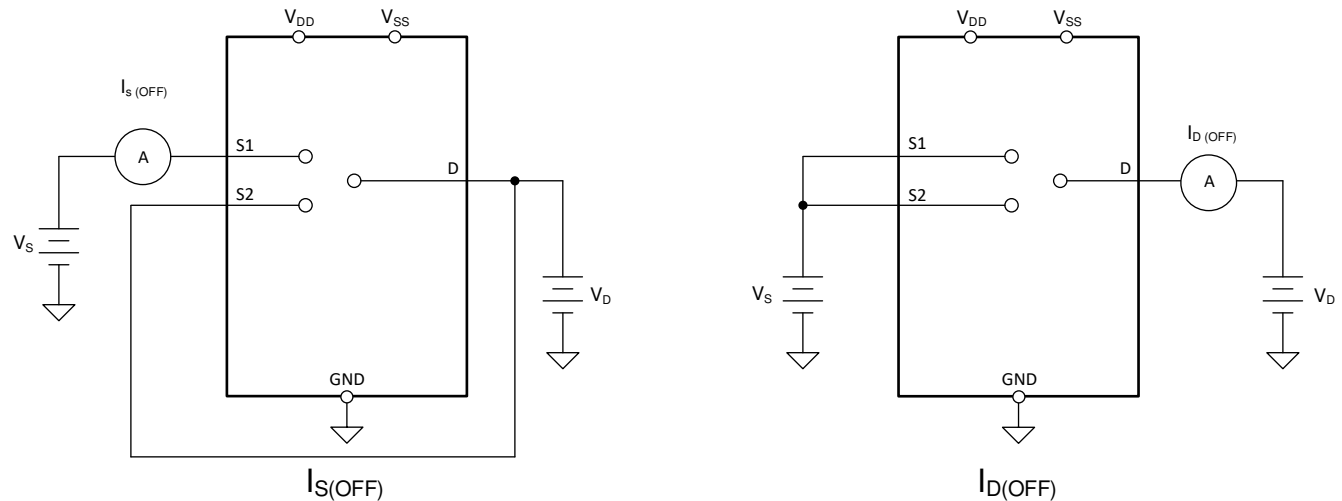 V_DD V_SS
I_s (OFF)
A
S1
D
S2
V_S
V_D
GND
I_S(OFF)
V_DD V_SS
I_D (OFF)
S1
A
D
S2
V_S
V_D
GND
I_D(OFF)